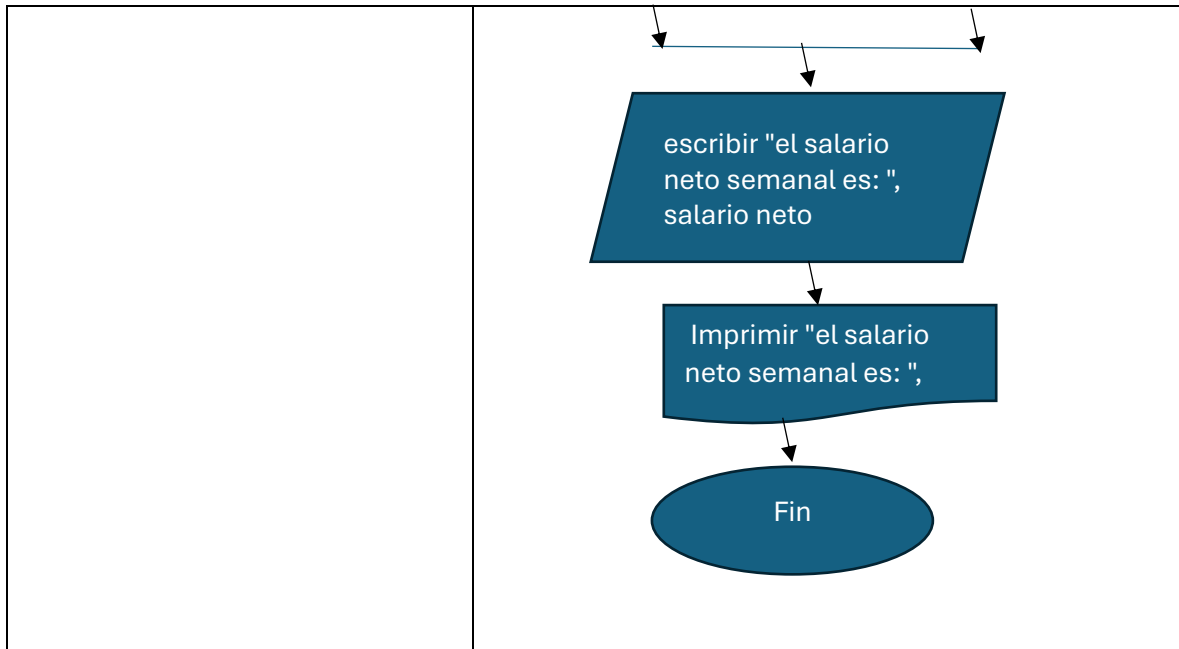 escribir "el salario
neto semanal es: ",
salario neto
Imprimir "el salario
neto semanal es: ",
Fin